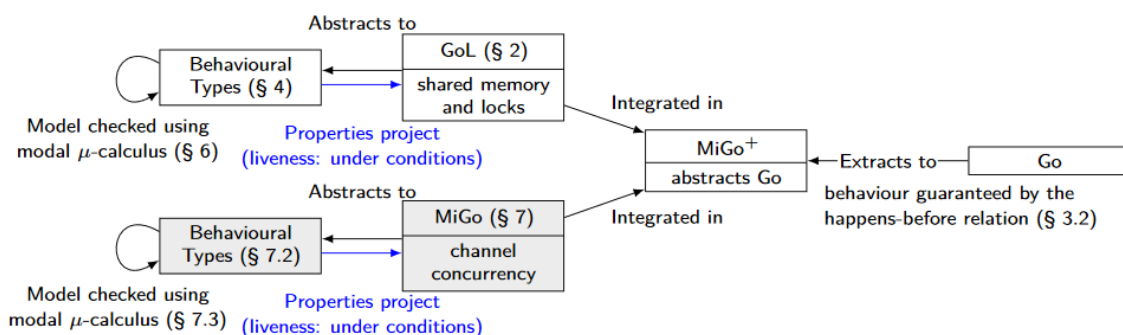 Abstracts to
GoL (§ 2)
shared memory
and locks
Behavioural
Types (§ 4)
Model checked using
modal μ-calculus (§ 6)
Properties project
(liveness: under conditions)
Integrated in
MiGo⁺
abstracts Go
Extracts to
Go
behaviour guaranteed by the
happens-before relation (§ 3.2)
Abstracts to
MiGo (§ 7)
channel
concurrency
Integrated in
Behavioural
Types (§ 7.2)
Model checked using
modal μ-calculus (§ 7.3)
Properties project
(liveness: under conditions)